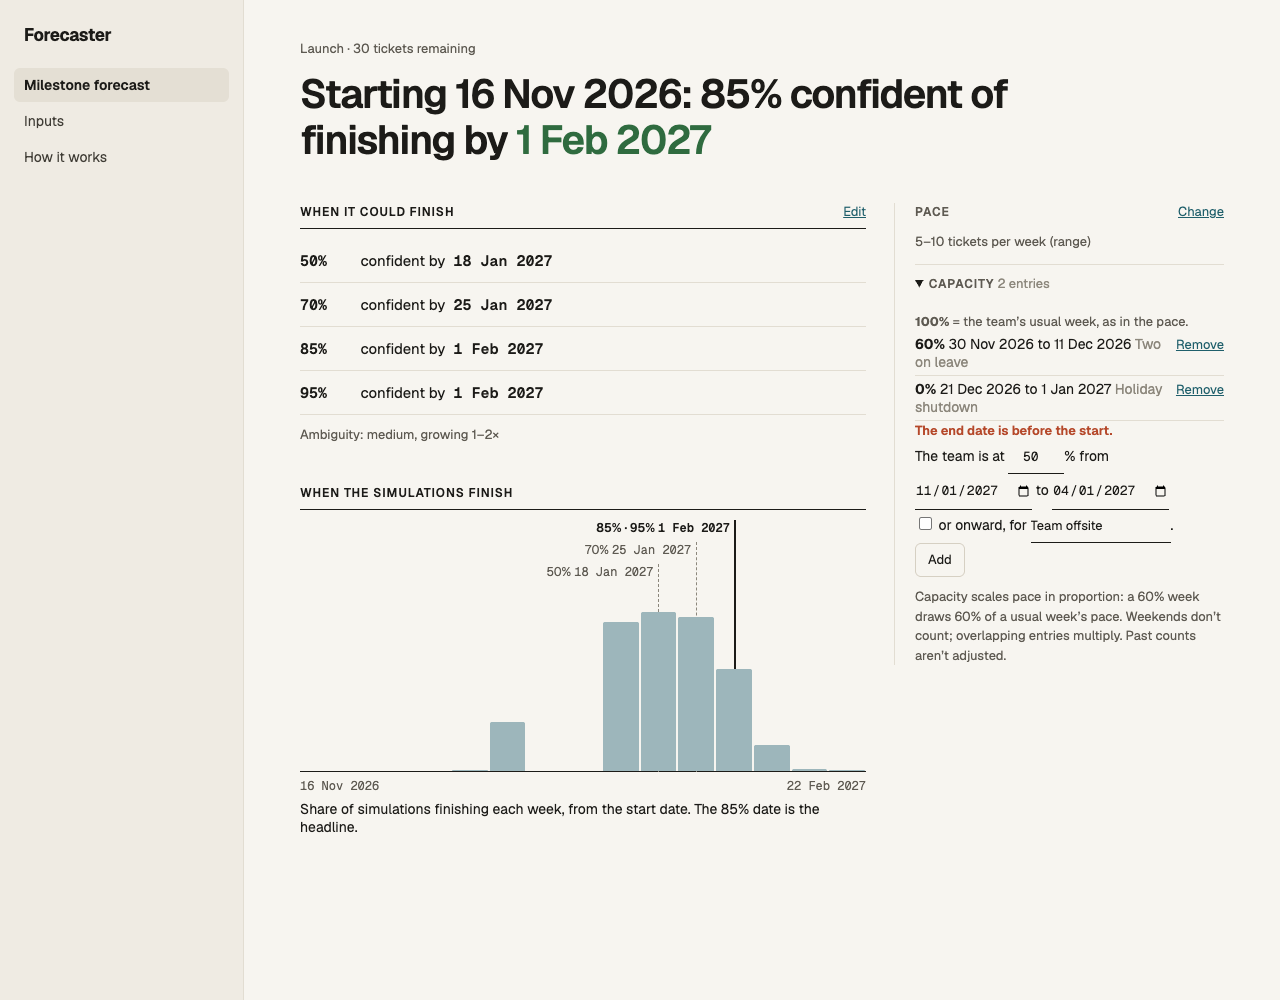 Forecaster
Milestone forecast
Inputs
How it works
Launch · 30 tickets remaining
Starting 16 Nov 2026: 85% confident of
finishing by 1 Feb 2027
WHEN IT COULD FINISH
Edit
50% confident by 18 Jan 2027
70% confident by 25 Jan 2027
85% confident by 1 Feb 2027
95% confident by 1 Feb 2027
Ambiguity: medium, growing 1–2×
WHEN THE SIMULATIONS FINISH
85% · 95% 1 Feb 2027
70% 25 Jan 2027
50% 18 Jan 2027
16 Nov 2026
22 Feb 2027
Share of simulations finishing each week, from the start date. The 85% date is the
headline.
PACE
Change
5–10 tickets per week (range)
▼ CAPACITY 2 entries
100% = the team's usual week, as in the pace.
60% 30 Nov 2026 to 11 Dec 2026 Two
on leave
Remove
0% 21 Dec 2026 to 1 Jan 2027 Holiday
shutdown
Remove
The end date is before the start.
The team is at 50 % from
11/01/2027 to 04/01/2027
or onward, for Team offsite .
Add
Capacity scales pace in proportion: a 60% week
draws 60% of a usual week's pace. Weekends don't
count; overlapping entries multiply. Past counts
aren't adjusted.